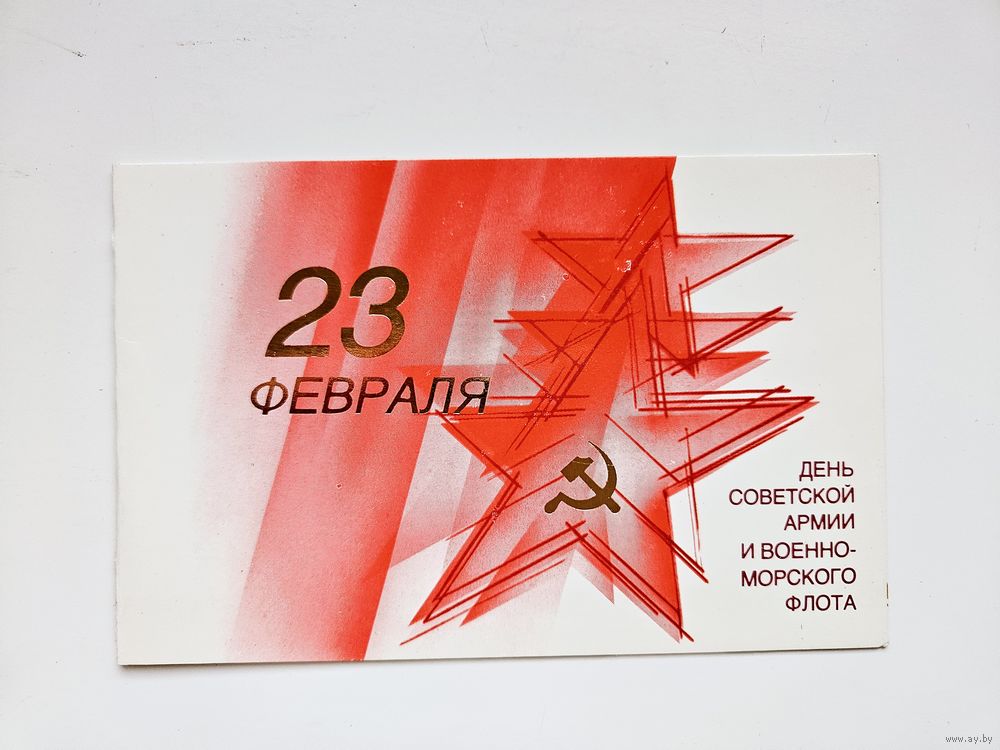 23
ФЕВРАЛЯ
ДЕНЬ
СОВЕТСКОЙ
АРМИИ
И ВОЕННО-
МОРСКОГО
ФЛОТА
www.ay.by